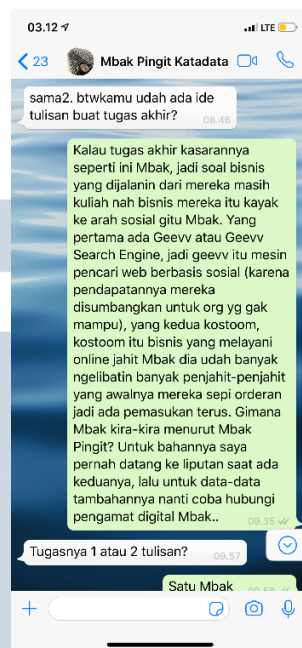 03.12
LTE
23
Mbak Pingit Katadata
sama2. btwkamu udah ada ide
tulisan buat tugas akhir?
08.46
Kalau tugas akhir kasarannya
seperti ini Mbak, jadi soal bisnis
yang dijalanin dari mereka masih
kuliah nah bisnis mereka itu kayak
ke arah sosial gitu Mbak. Yang
pertama ada Geevv atau Geevv
Search Engine, jadi geevv itu mesin
pencari web berbasis sosial (karena
pendapatannya mereka
disumbangkan untuk org yg gak
mampu), yang kedua kostoom,
kostoom itu bisnis yang melayani
online jahit Mbak dia udah banyak
ngelibatin banyak penjahit-penjahit
yang awalnya mereka sepi orderan
jadi ada pemasukan terus. Gimana
Mbak kira-kira menurut Mbak
Pingit? Untuk bahannya saya
pernah datang ke liputan saat ada
keduanya, lalu untuk data-data
tambahannya nanti coba hubungi
pengamat digital Mbak..
09.35
Tugasnya 1 atau 2 tulisan?
09.57
Satu Mbak